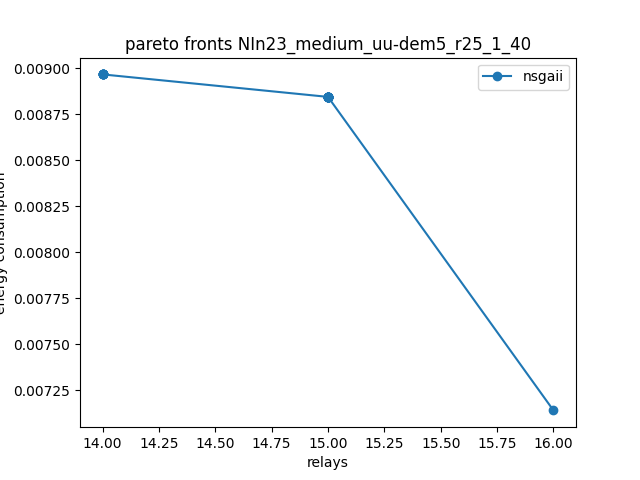 pareto fronts NIn23_medium_uu-dem5_r25_1_40
nsgaii
0.00900
0.00875
0.00850
0.00825
0.00800
0.00775
0.00750
0.00725
energy consumption
14.00 14.25 14.50 14.75 15.00 15.25 15.50 15.75 16.00
relays